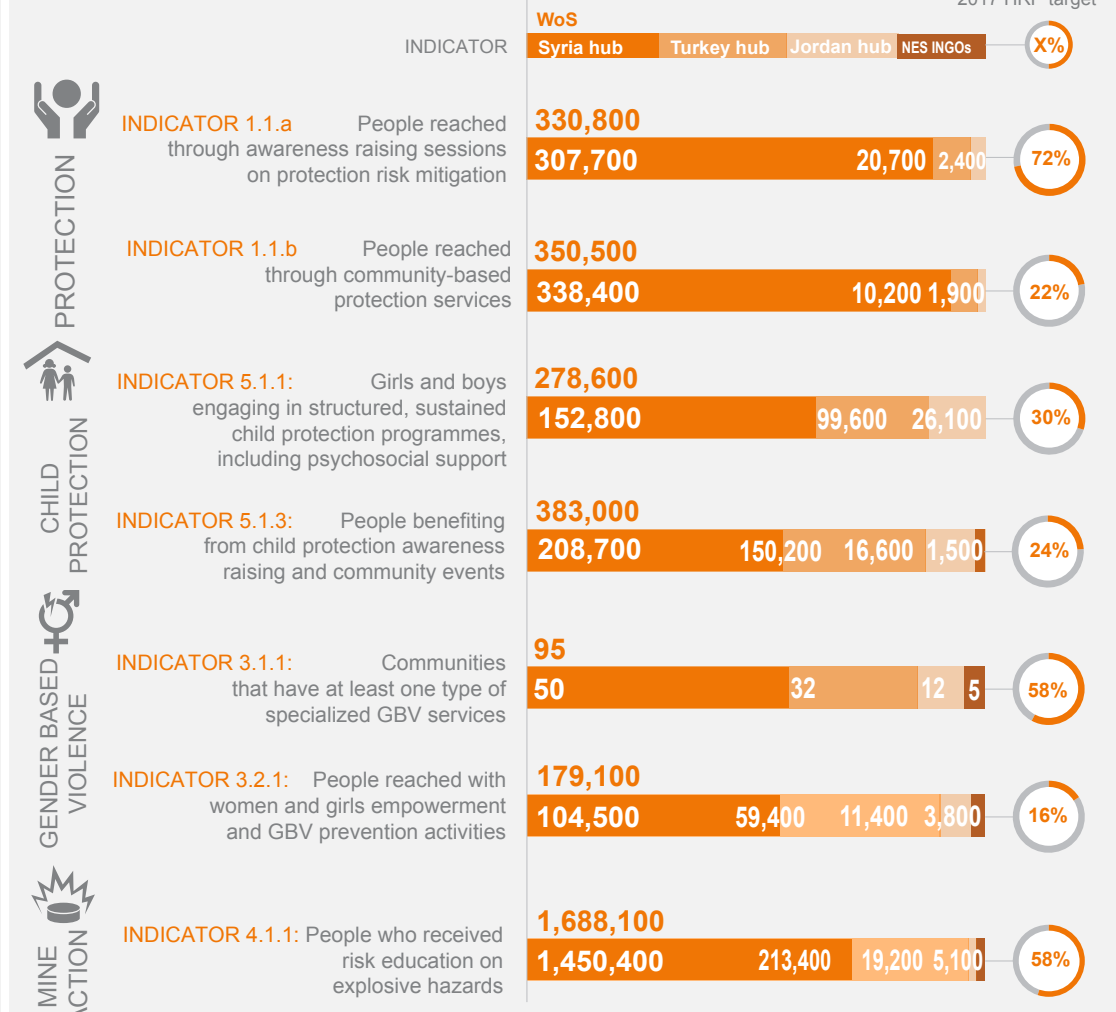 2017 HRP target
WoS
INDICATOR
Syria hub Turkey hub Jordan hub NES INGOs
X%
PROTECTION
INDICATOR 1.1.a People reached
through awareness raising sessions
on protection risk mitigation
330,800
307,700 20,700 2,400
72%
INDICATOR 1.1.b People reached
through community-based
protection services
350,500
338,400 10,200 1,900
22%
CHILD
PROTECTION
INDICATOR 5.1.1: Girls and boys
engaging in structured, sustained
child protection programmes,
including psychosocial support
278,600
152,800 99,600 26,100
30%
INDICATOR 5.1.3: People benefiting
from child protection awareness
raising and community events
383,000
208,700 150,200 16,600 1,500
24%
GENDER BASED
VIOLENCE
INDICATOR 3.1.1: Communities
that have at least one type of
specialized GBV services
95
50 32 12 5
58%
INDICATOR 3.2.1: People reached with
women and girls empowerment
and GBV prevention activities
179,100
104,500 59,400 11,400 3,800
16%
MINE
ACTION
INDICATOR 4.1.1: People who received
risk education on
explosive hazards
1,688,100
1,450,400 213,400 19,200 5,100
58%